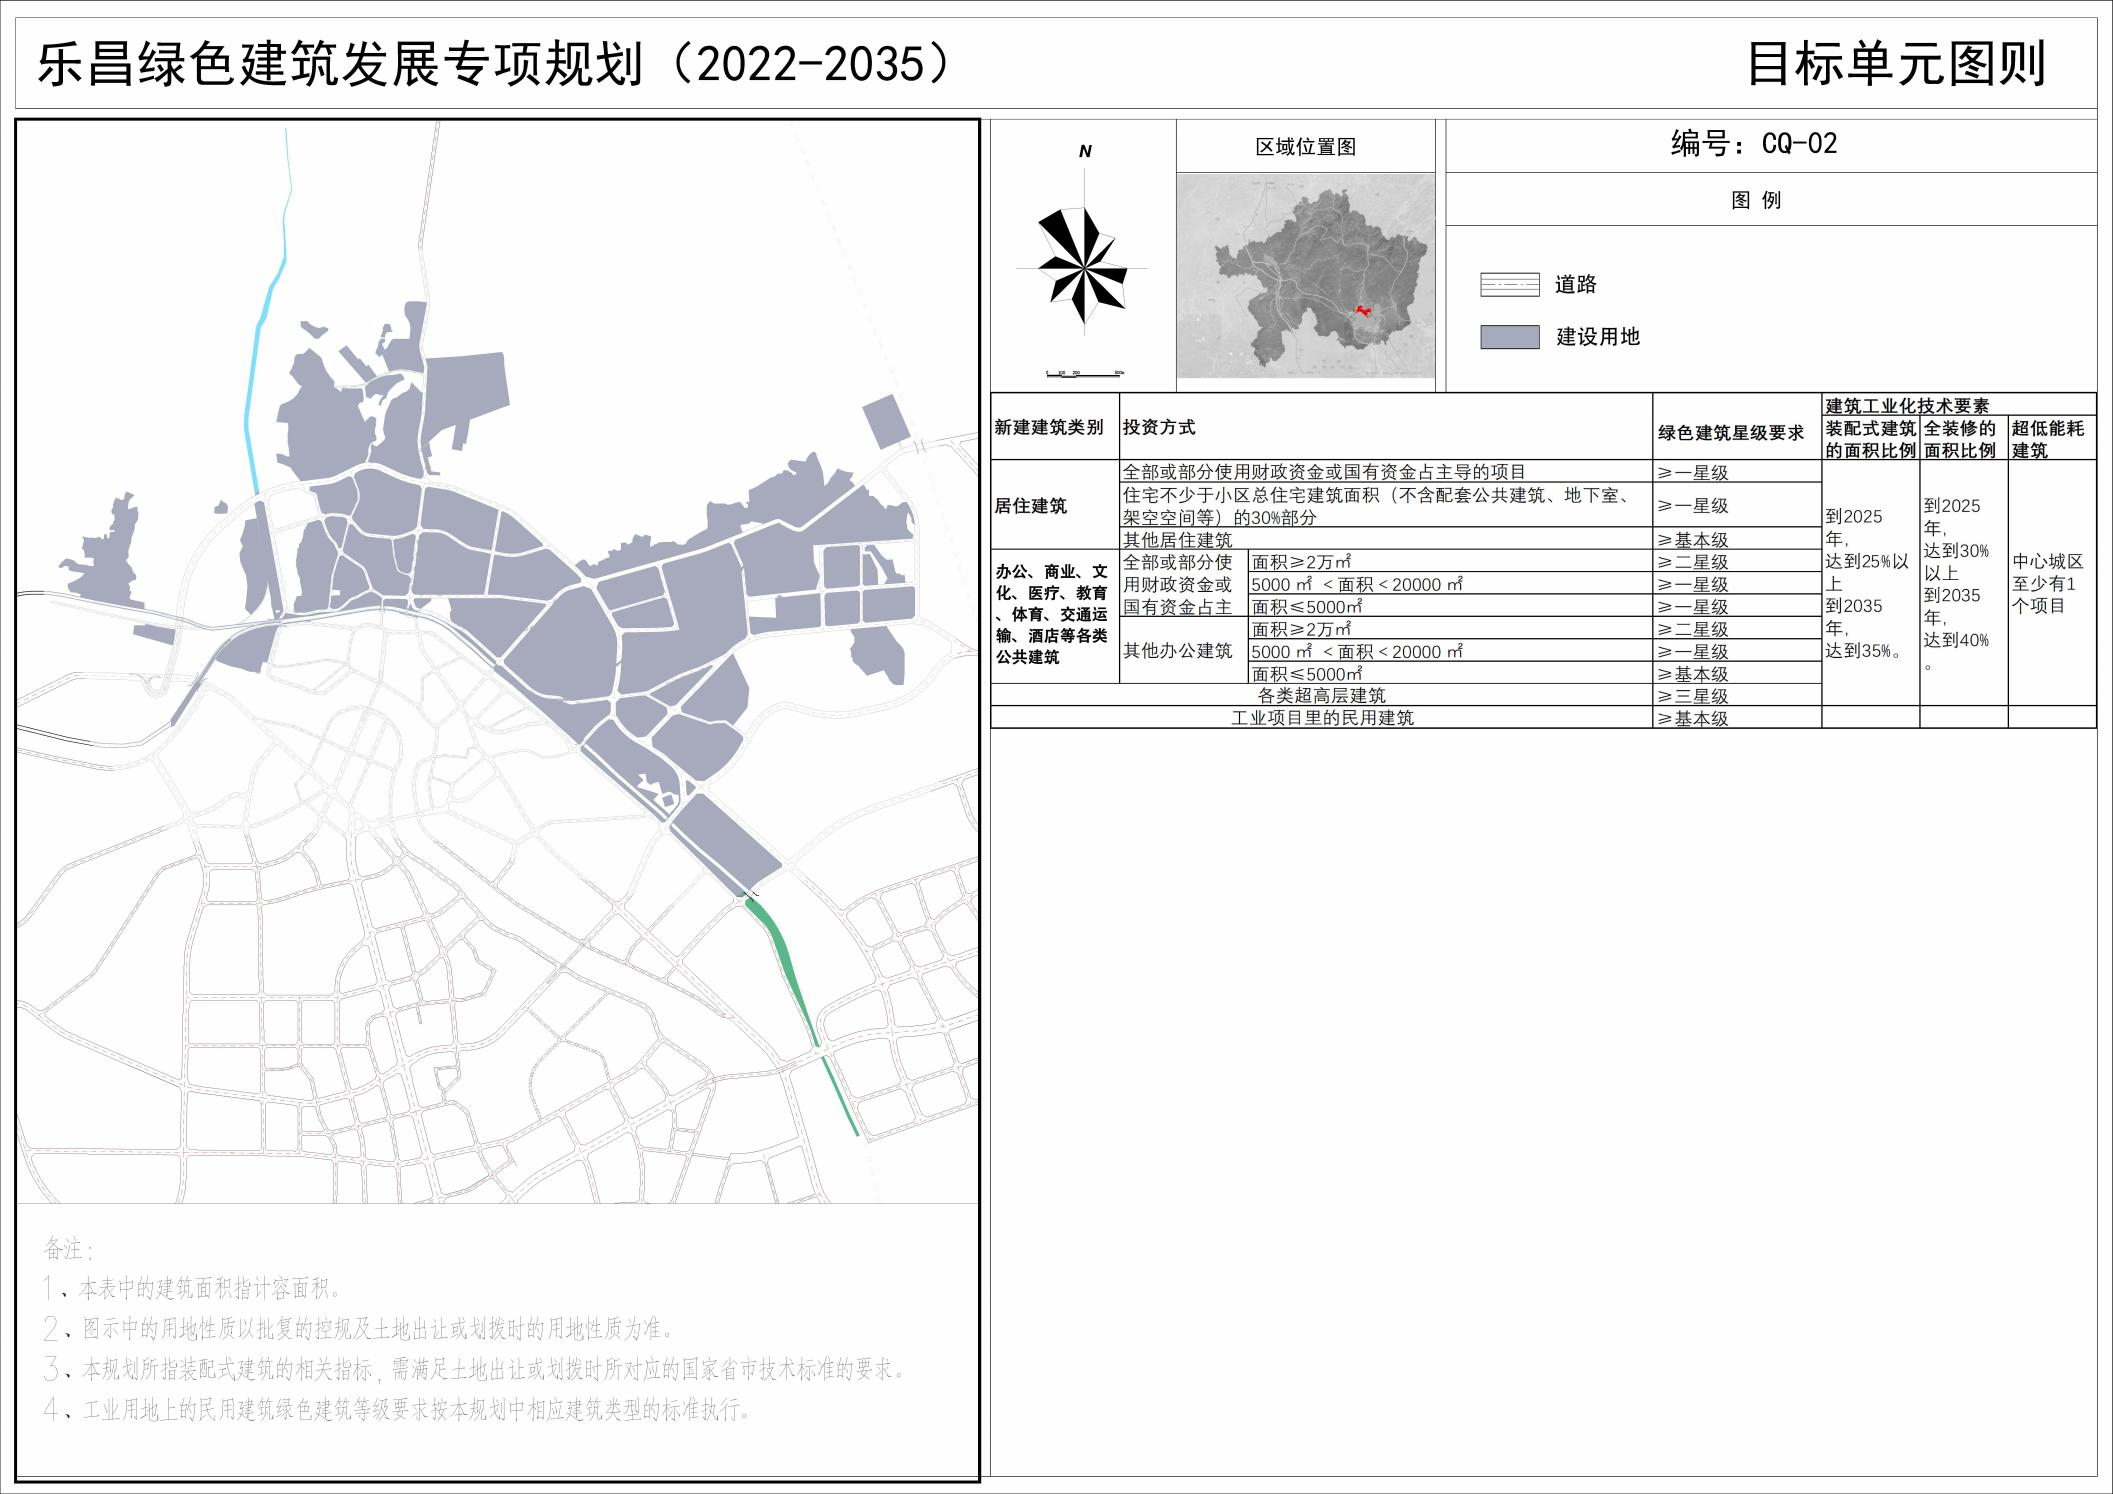 乐昌绿色建筑发展专项规划（2022-2035）
目标单元图则
N
0 100 200 500m
区域位置图
编号：CQ-02
图 例
道路
建设用地
新建建筑类别
投资方式
绿色建筑星级要求
建筑工业化技术要素
装配式建筑
的面积比例
全装修的
面积比例
超低能耗
建筑
居住建筑
全部或部分使用财政资金或国有资金占主导的项目
≥一星级
住宅不少于小区总住宅建筑面积（不含配套公共建筑、地下室、
架空空间等）的30%部分
≥一星级
其他居住建筑
≥基本级
办公、商业、文
化、医疗、教育
、体育、交通运
输、酒店等各类
公共建筑
全部或部分使
用财政资金或
国有资金占主
面积≥2万㎡
≥二星级
5000 ㎡ <面积<20000 ㎡
≥一星级
面积≤5000㎡
≥一星级
其他办公建筑
面积≥2万㎡
≥二星级
5000 ㎡ <面积<20000 ㎡
≥一星级
面积≤5000㎡
≥基本级
各类超高层建筑
≥三星级
工业项目里的民用建筑
≥基本级
到2025
年，
达到25%以
上
到2035
年，
达到35%。
到2025
年，
达到30%
以上
到2035
年，
达到40%
。
中心城区
至少有1
个项目
备注：
1、本表中的建筑面积指计容面积。
2、图示中的用地性质以批复的控规及土地出让或划拨时的用地性质为准。
3、本规划所指装配式建筑的相关指标，需满足土地出让或划拨时所对应的国家省市技术标准的要求。
4、工业用地上的民用建筑绿色建筑等级要求按本规划中相应建筑类型的标准执行。